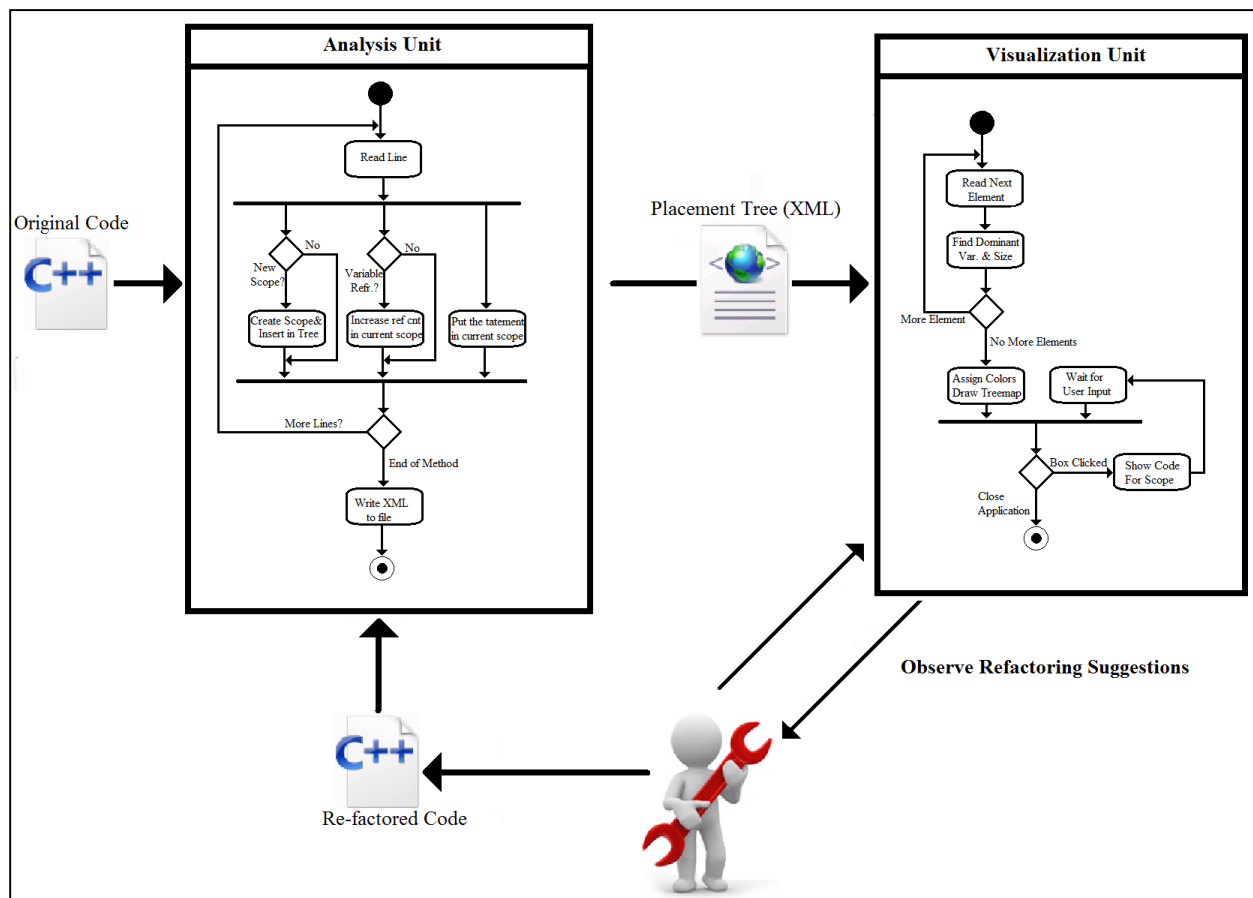 Analysis Unit
Read Line
No
New
Scope?
No
Variable
Refr.?
Create Scope&
Insert in Tree
Increase ref cnt
in current scope
Put the tatement
in current scope
More Lines?
End of Method
Write XML
to file
Original Code
C++
Placement Tree (XML)
Visualization Unit
Read Next
Element
Find Dominant
Var. & Size
More Element
No More Elements
Assign Colors
Draw Treemap
Wait for
User Input
Box Clicked
Show Code
For Scope
Close
Application
Observe Refactoring Suggestions
C++
Re-factored Code